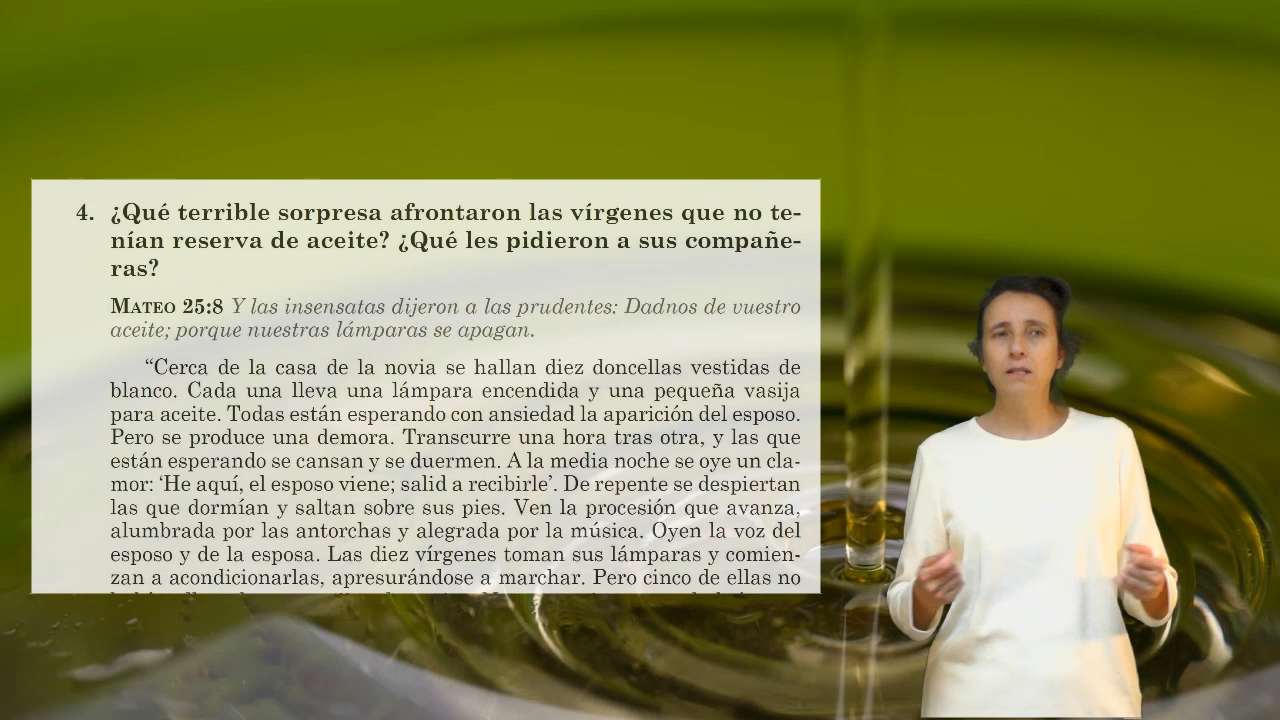 4. ¿Qué terrible sorpresa afrontaron las vírgenes que no te-
nían reserva de aceite? ¿Qué les pidieron a sus compañe-
ras?
MATEO 25:8 Y las insensatas dijeron a las prudentes: Dadnos de vuestro
aceite; porque nuestras lámparas se apagan.
“Cerca de la casa de la novia se hallan diez doncellas vestidas de
blanco. Cada una lleva una lámpara encendida y una pequeña vasija
para aceite. Todas están esperando con ansiedad la aparición del esposo.
Pero se produce una demora. Transcurre una hora tras otra, y las que
están esperando se cansan y se duermen. A la media noche se oye un cla-
mor: ‘He aquí, el esposo viene; salid a recibirle’. De repente se despiertan
las que dormían y saltan sobre sus pies. Ven la procesión que avanza,
alumbrada por las antorchas y alegrada por la música. Oyen la voz del
esposo y de la esposa. Las diez vírgenes toman sus lámparas y comien-
zan a acondicionarlas, apresurándose a marchar. Pero cinco de ellas no